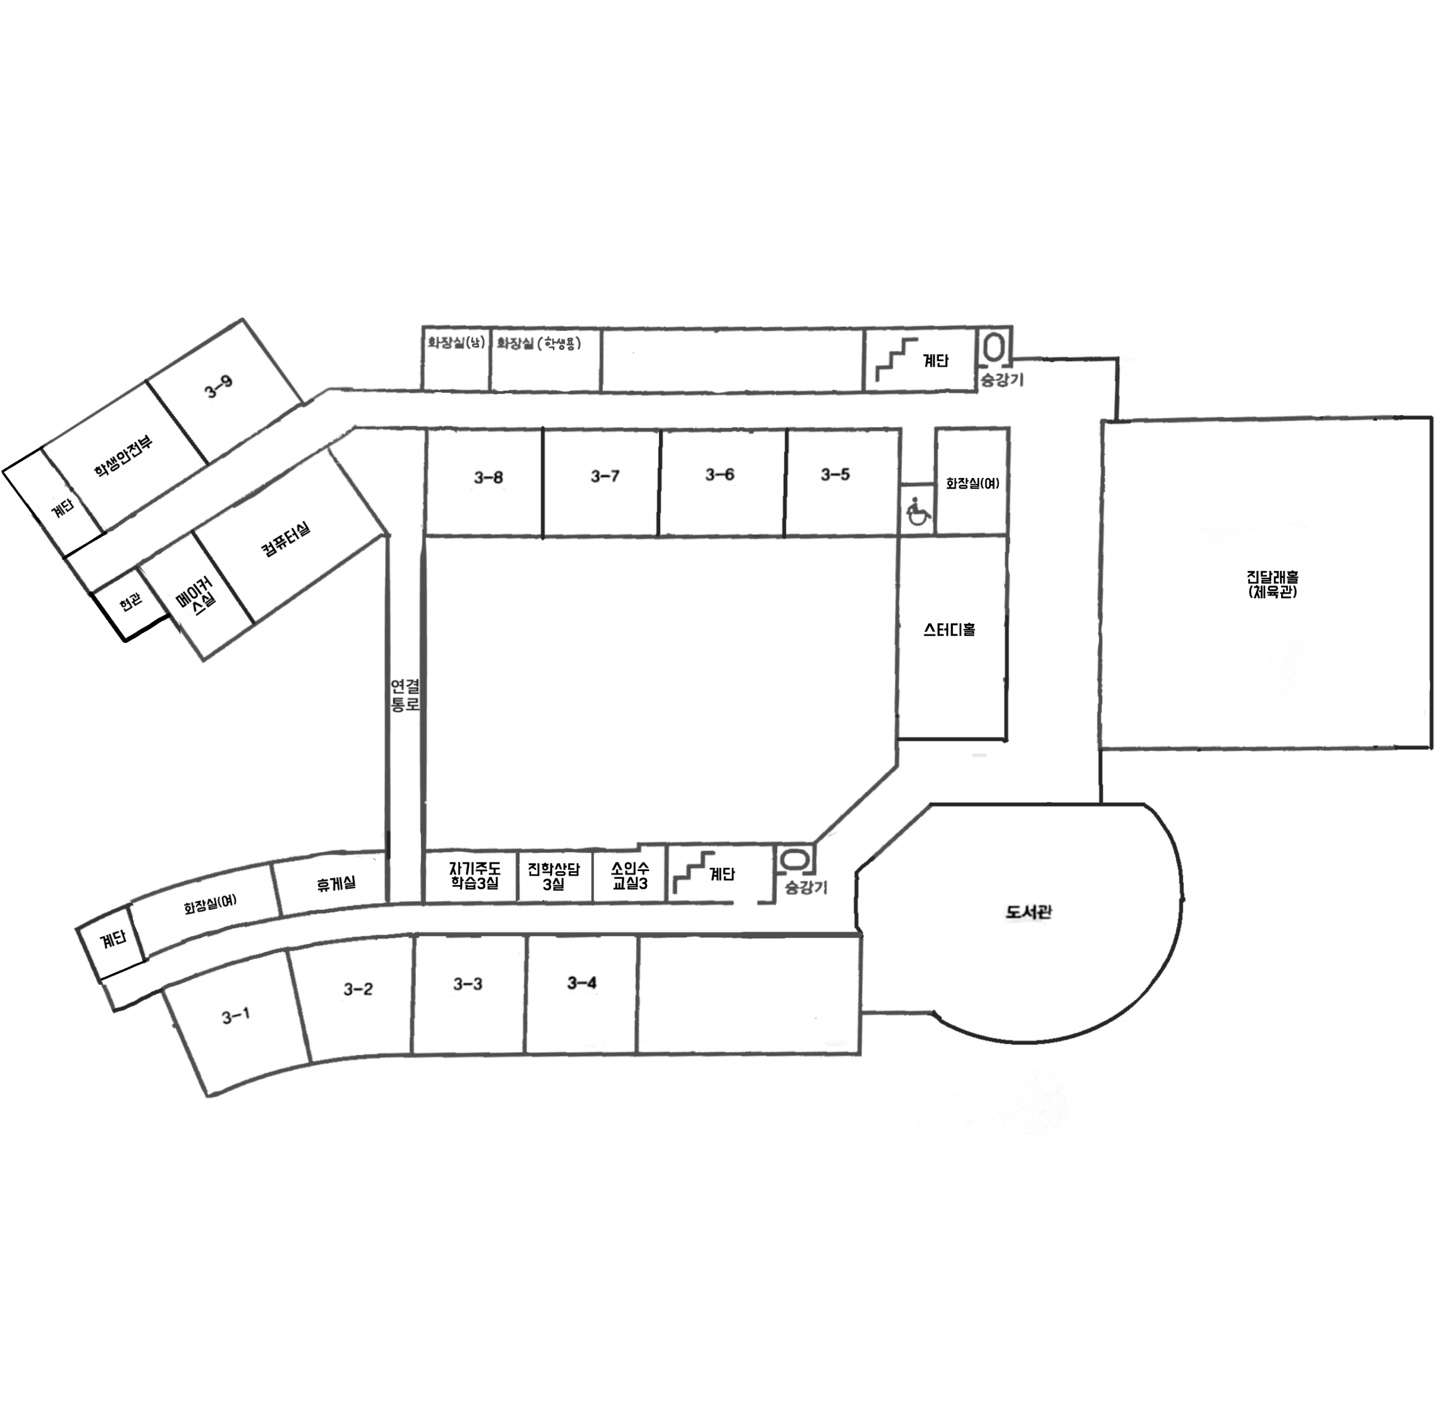 화장실(남)
화장실(학생용)
계단
승강기
3-9
학생안전부
계단
3-8
3-7
3-6
3-5
화장실(여)
컴퓨터실
메이커
스실
현관
진달래홀
(체육관)
스터디홀
연결
통로
자기주도
학습3실
진학상담
3실
소인수
교실3
계단
승강기
휴게실
화장실(여)
계단
도서관
3-1
3-2
3-3
3-4